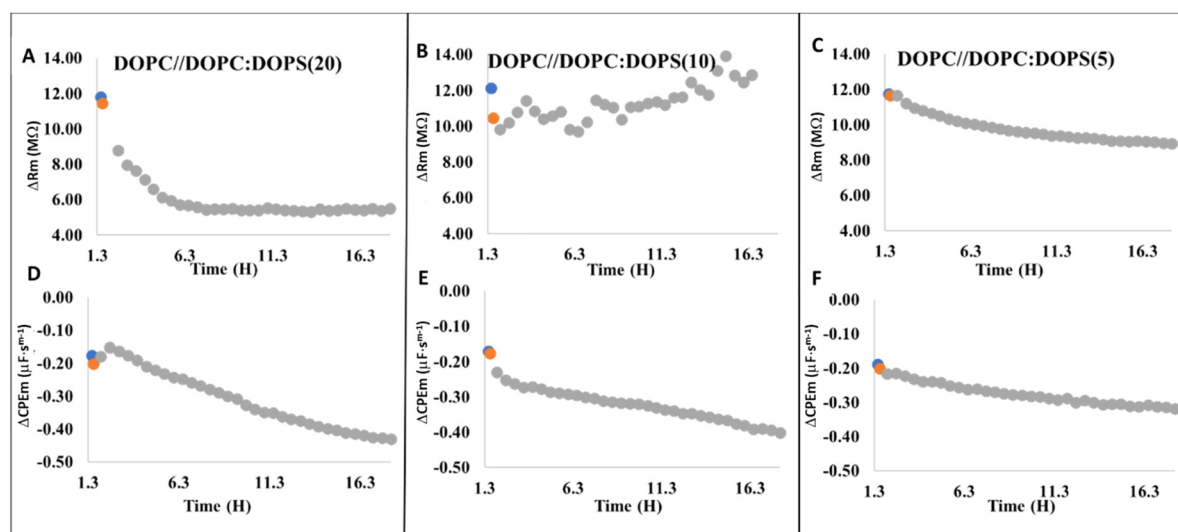 A
DOPC//DOPC:DOPS(20)
14.00
12.00
10.00
8.00
6.00
4.00
ΔRm (MΩ)
1.3
6.3
11.3
16.3
Time (H)
B
DOPC//DOPC:DOPS(10)
14.00
12.00
10.00
8.00
6.00
4.00
ΔRm (MΩ)
1.3
6.3
11.3
16.3
Time (H)
C
DOPC//DOPC:DOPS(5)
14.00
12.00
10.00
8.00
6.00
4.00
ΔRm (MΩ)
1.3
6.3
11.3
16.3
Time (H)
D
0.00
-0.10
-0.20
-0.30
-0.40
-0.50
ΔCPEm (µF·sᵐ⁻¹)
1.3
6.3
11.3
16.3
Time (H)
E
0.00
-0.10
-0.20
-0.30
-0.40
-0.50
ΔCPEm (µF·sᵐ⁻¹)
1.3
6.3
11.3
16.3
Time (H)
F
0.00
-0.10
-0.20
-0.30
-0.40
-0.50
ΔCPEm (µF·sᵐ⁻¹)
1.3
6.3
11.3
16.3
Time (H)